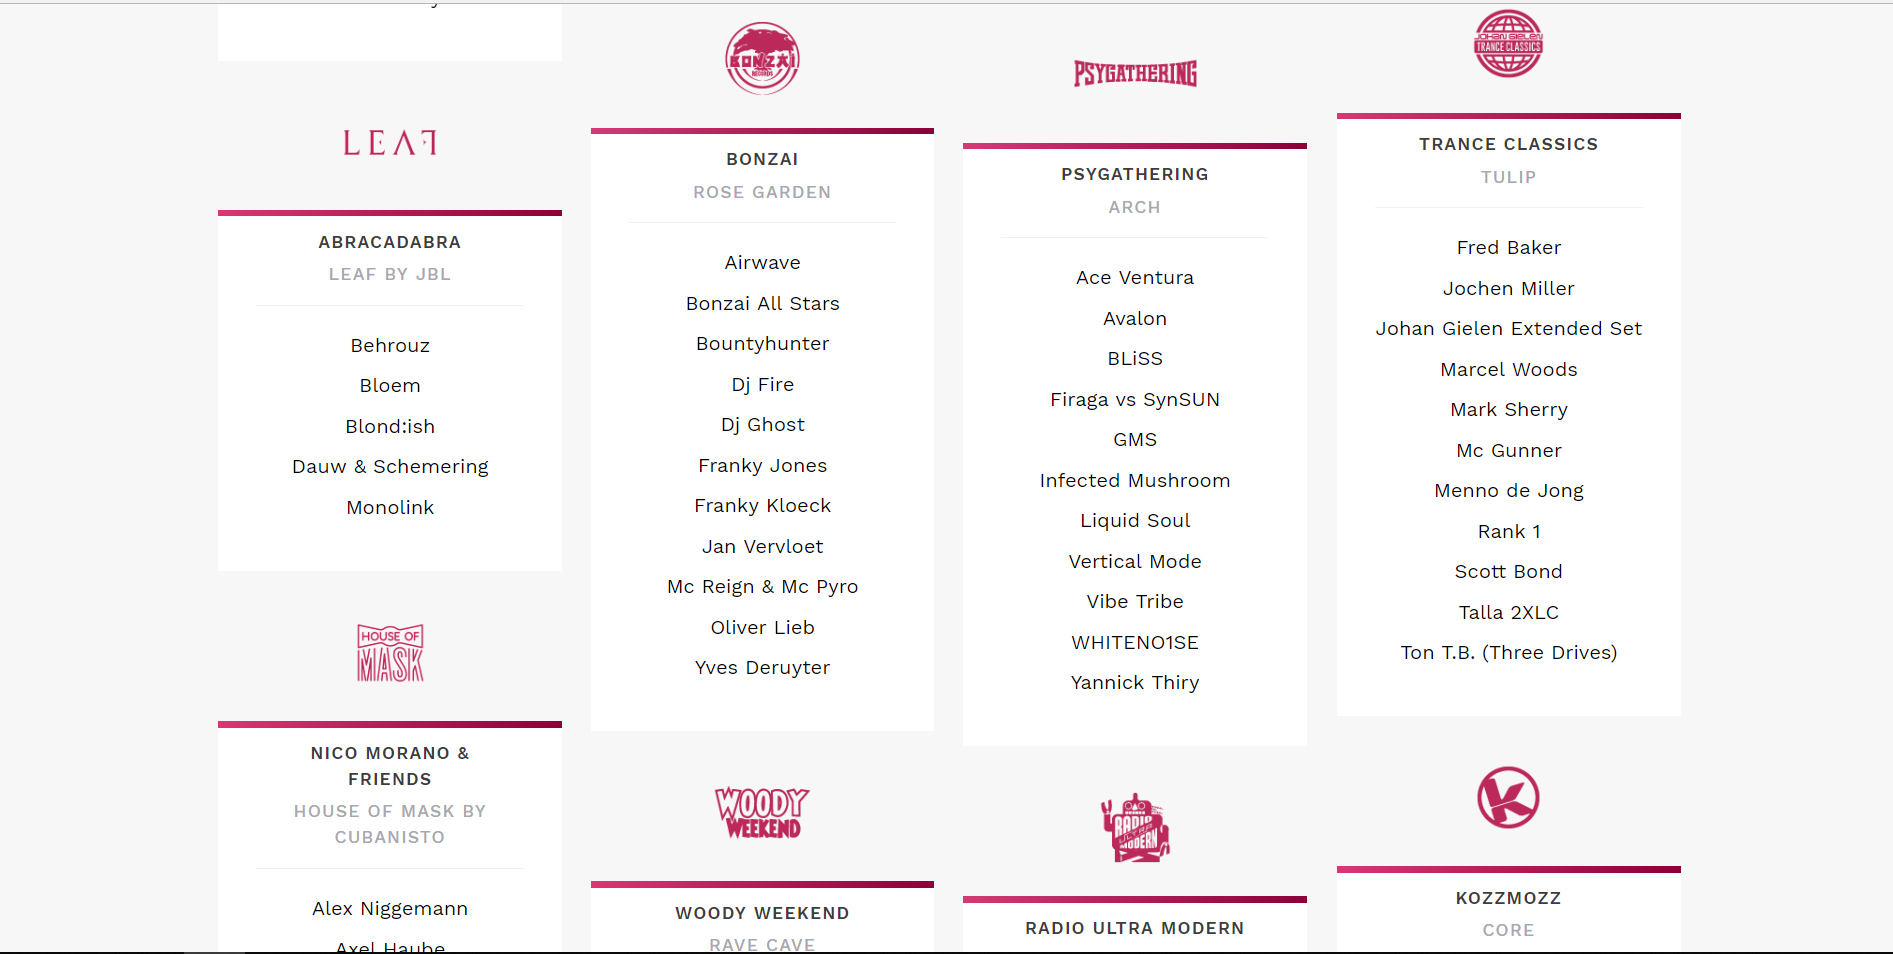 LEAF
ABRACADABRA
LEAF BY JBL
Behrouz
Bloem
Blond:ish
Dauw & Schemering
Monolink
HOUSE OF
MASK
NICO MORANO &
FRIENDS
HOUSE OF MASK BY
CUBANISTO
Alex Niggemann
Axel Haube
BONZAI
RECORDS
BONZAI
ROSE GARDEN
Airwave
Bonzai All Stars
Bountyhunter
Dj Fire
Dj Ghost
Franky Jones
Franky Kloeck
Jan Vervloet
Mc Reign & Mc Pyro
Oliver Lieb
Yves Deruyter
WOODY
WEEKEND
WOODY WEEKEND
RAVE CAVE
PSYGATHERING
PSYGATHERING
ARCH
Ace Ventura
Avalon
BLiSS
Firaga vs SynSUN
GMS
Infected Mushroom
Liquid Soul
Vertical Mode
Vibe Tribe
WHITENO1SE
Yannick Thiry
RADIO
ULTRA
MODERN
RADIO ULTRA MODERN
JOHAN GIELEN
TRANCE CLASSICS
TRANCE CLASSICS
TULIP
Fred Baker
Jochen Miller
Johan Gielen Extended Set
Marcel Woods
Mark Sherry
Mc Gunner
Menno de Jong
Rank 1
Scott Bond
Talla 2XLC
Ton T.B. (Three Drives)
K
KOZZMOZZ
CORE